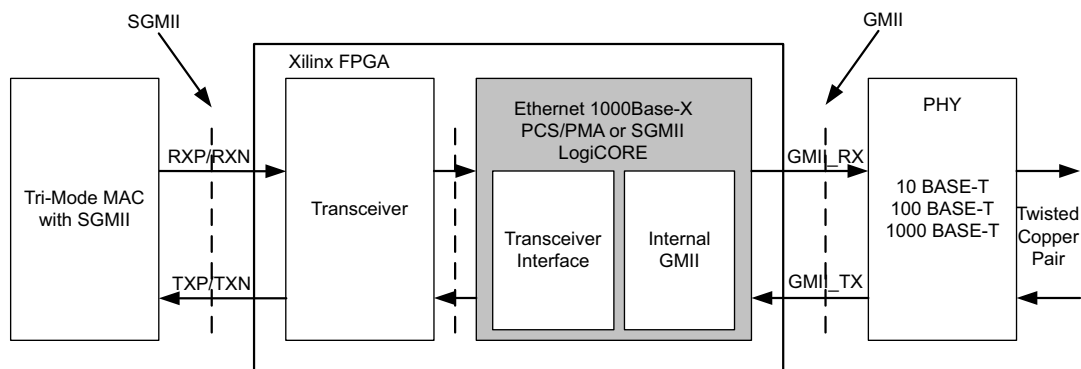 SGMII
GMII
Xilinx FPGA
Tri-Mode MAC
with SGMII
RXP/RXN
TXP/TXN
Transceiver
Ethernet 1000Base-X
PCS/PMA or SGMII
LogiCORE
Transceiver
Interface
Internal
GMII
GMII_RX
GMII_TX
PHY
10 BASE-T
100 BASE-T
1000 BASE-T
Twisted
Copper
Pair